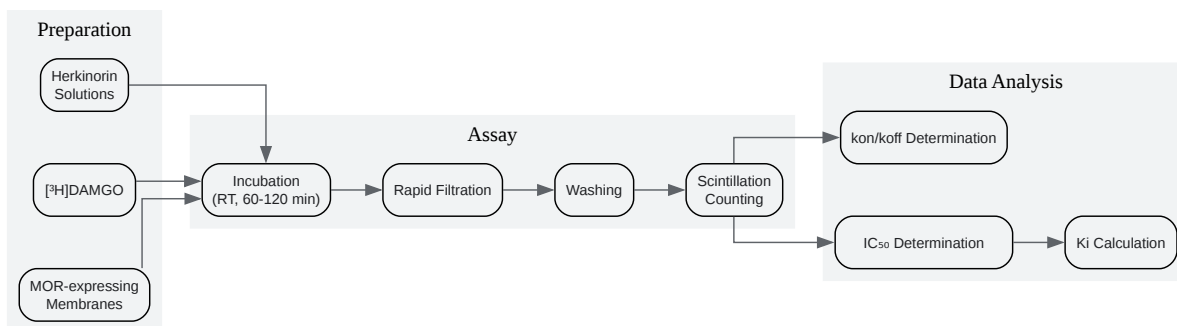 Preparation
Herkinorin
Solutions
[³H]DAMGO
MOR-expressing
Membranes
Assay
Incubation
(RT, 60-120 min)
Rapid Filtration
Washing
Scintillation
Counting
Data Analysis
kon/koff Determination
IC₅₀ Determination
Ki Calculation